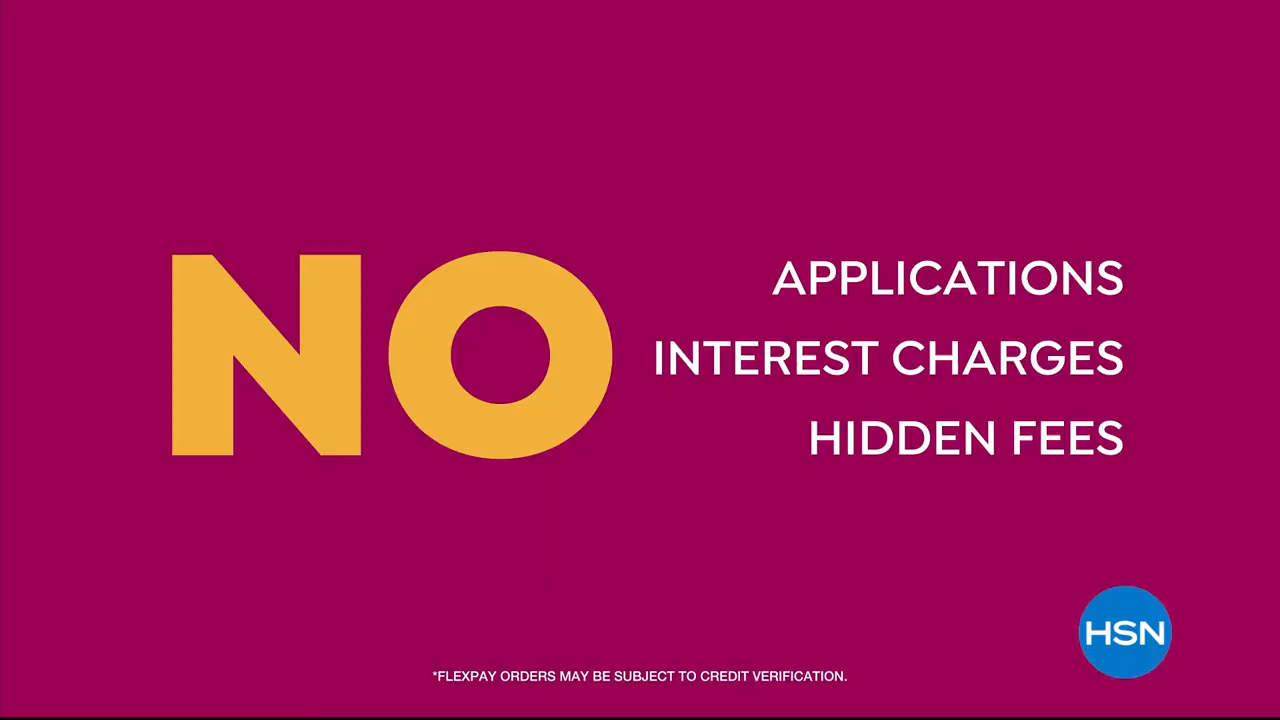 NO
APPLICATIONS
INTEREST CHARGES
HIDDEN FEES
HSN
*FLEXPAY ORDERS MAY BE SUBJECT TO CREDIT VERIFICATION.